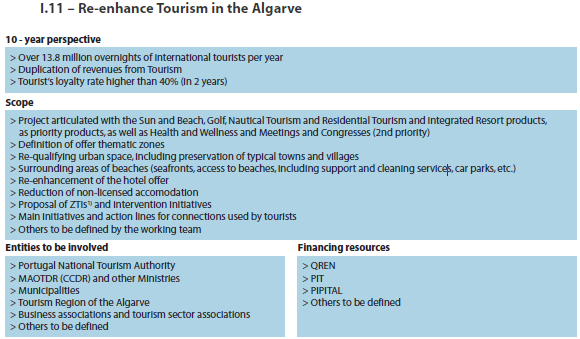 I.11 – Re-enhance Tourism in the Algarve
10 - year perspective
> Over 13.8 million overnights of international tourists per year
> Duplication of revenues from Tourism
> Tourist's loyalty rate higher than 40% (in 2 years)
Scope
> Project articulated with the Sun and Beach, Golf, Nautical Tourism and Residential Tourism and Integrated Resort products,
as priority products, as well as Health and Wellness and Meetings and Congresses (2nd priority)
> Definition of offer thematic zones
> Re-qualifying urban space, including preservation of typical towns and villages
> Surrounding areas of beaches (seafronts, access to beaches, including support and cleaning services, car parks, etc.)
> Re-enhancement of the hotel offer
> Reduction of non-licensed accomodation
> Proposal of ZTIs¹⁾ and Intervention Initiatives
> Main initiatives and action lines for connections used by tourists
> Others to be defined by the working team
Entities to be involved
> Portugal National Tourism Authority
> MAOTDR (CCDR) and other Ministries
> Municipalities
> Tourism Region of the Algarve
> Business associations and tourism sector associations
> Others to be defined
Financing resources
> QREN
> PIT
> PIPITAL
> Others to be defined